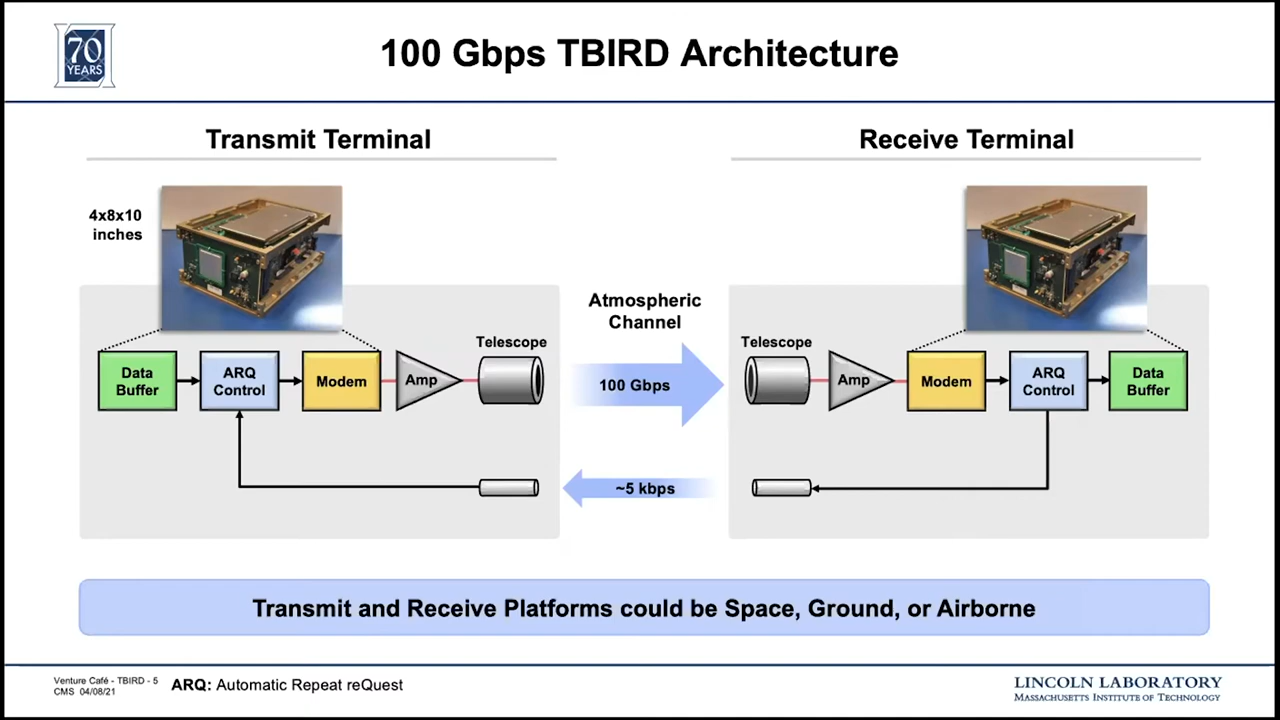 70
YEARS
100 Gbps TBIRD Architecture
Transmit Terminal
4x8x10
inches
Data
Buffer
ARQ
Control
Modem
Amp
Telescope
Atmospheric
Channel
100 Gbps
~5 kbps
Receive Terminal
Telescope
Amp
Modem
ARQ
Control
Data
Buffer
Transmit and Receive Platforms could be Space, Ground, or Airborne
Venture Café - TBIRD - 5
CMS 04/08/21
ARQ: Automatic Repeat reQuest
LINCOLN LABORATORY
MASSACHUSETTS INSTITUTE OF TECHNOLOGY